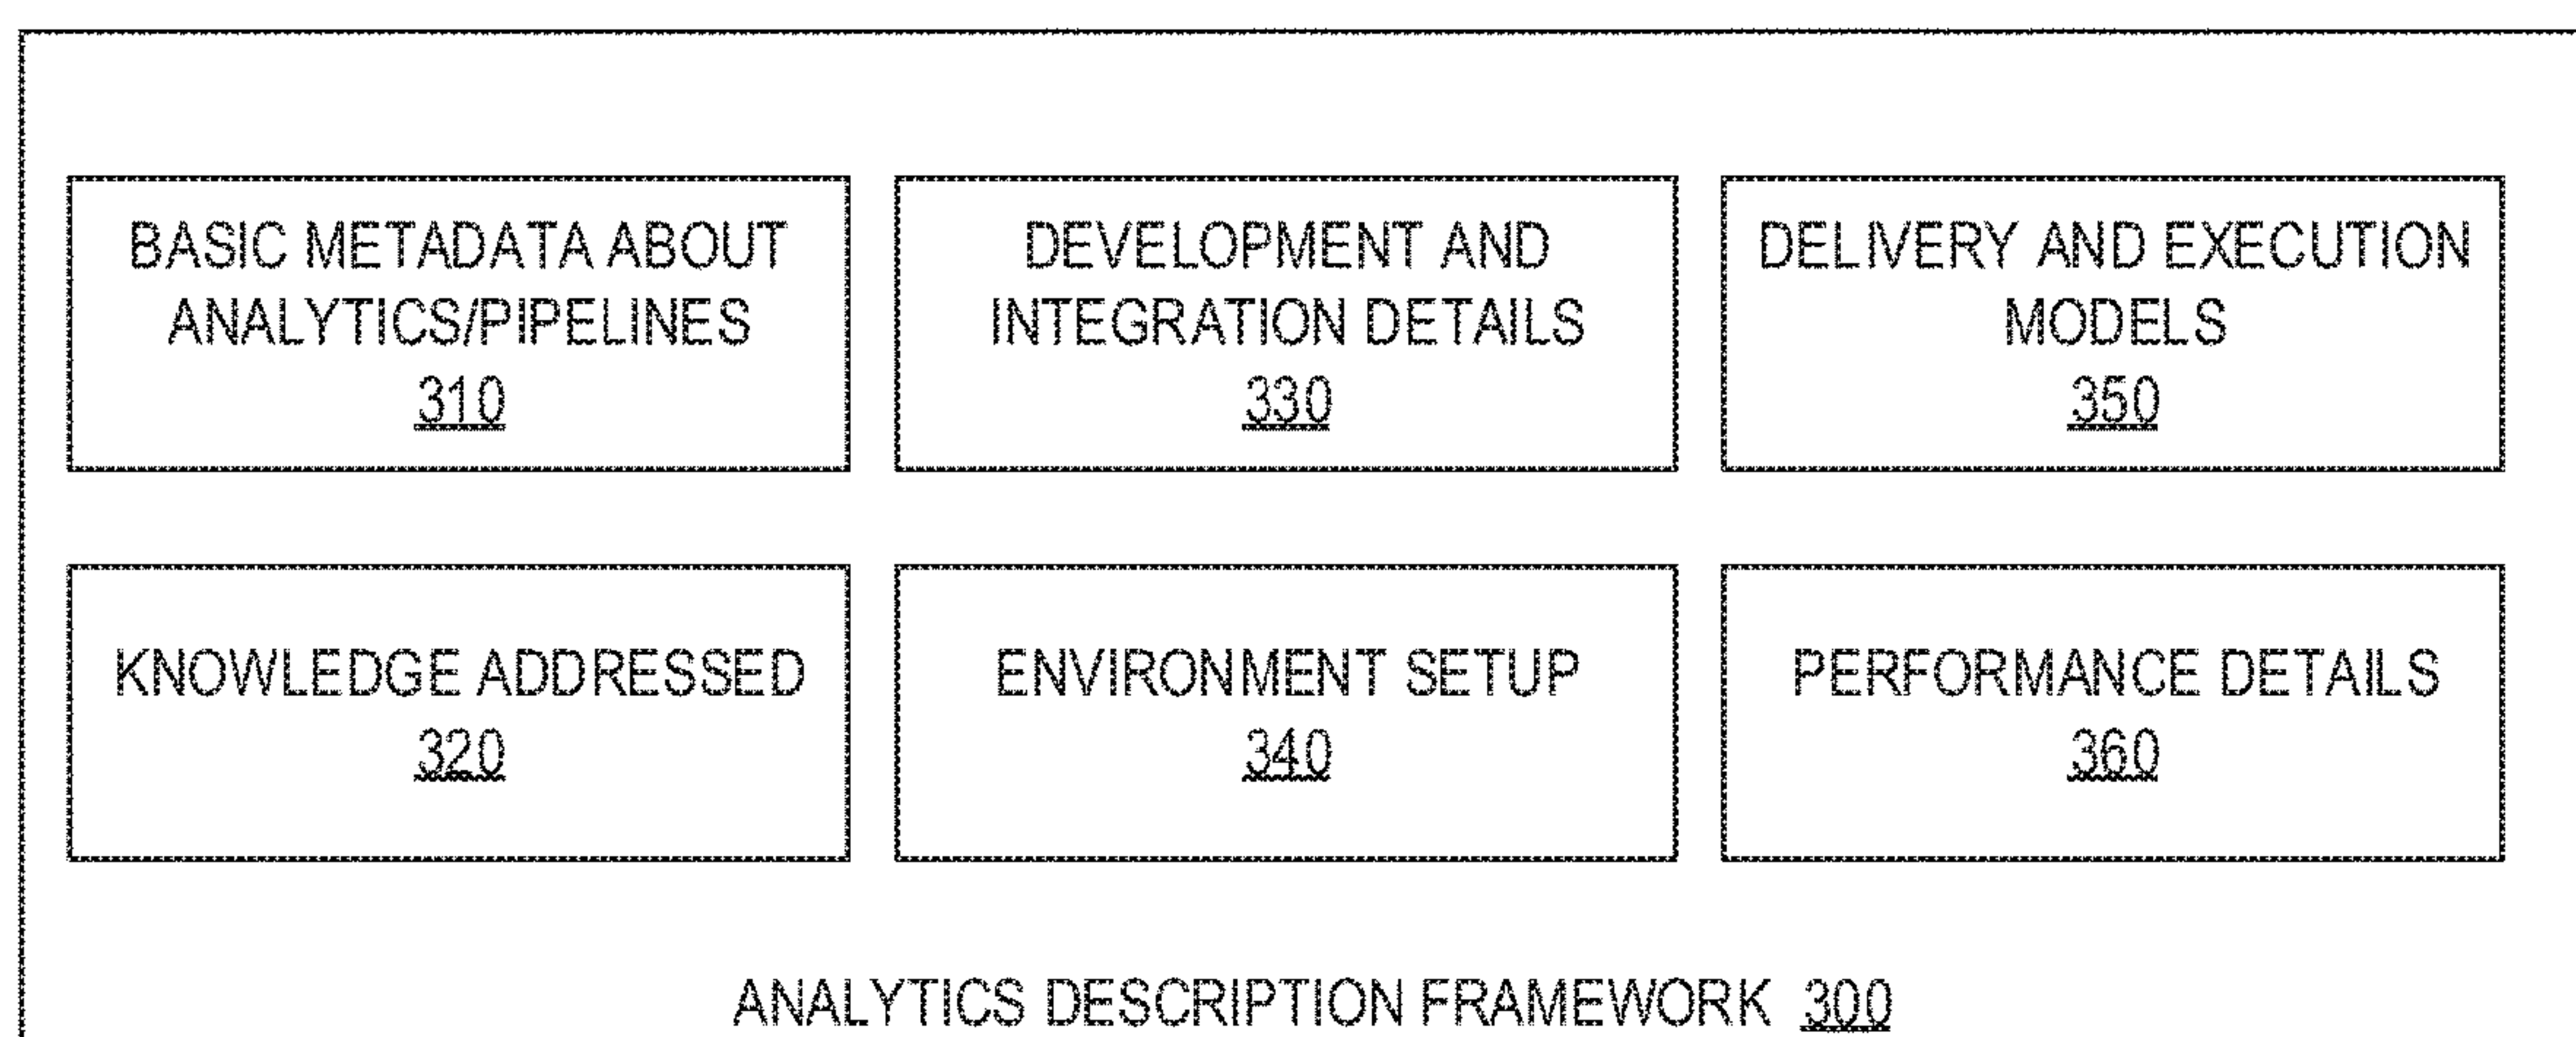 BASIC METADATA ABOUT
ANALYTICS/PIPELINES
310
DEVELOPMENT AND
INTEGRATION DETAILS
330
DELIVERY AND EXECUTION
MODELS
350
KNOWLEDGE ADDRESSED
320
ENVIRONMENT SETUP
340
PERFORMANCE DETAILS
360
ANALYTICS DESCRIPTION FRAMEWORK 300